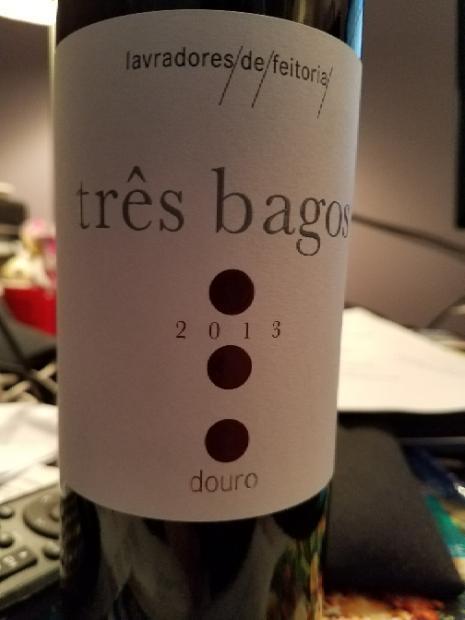 lavradores/de/feitoria/
três bagos
2013
douro